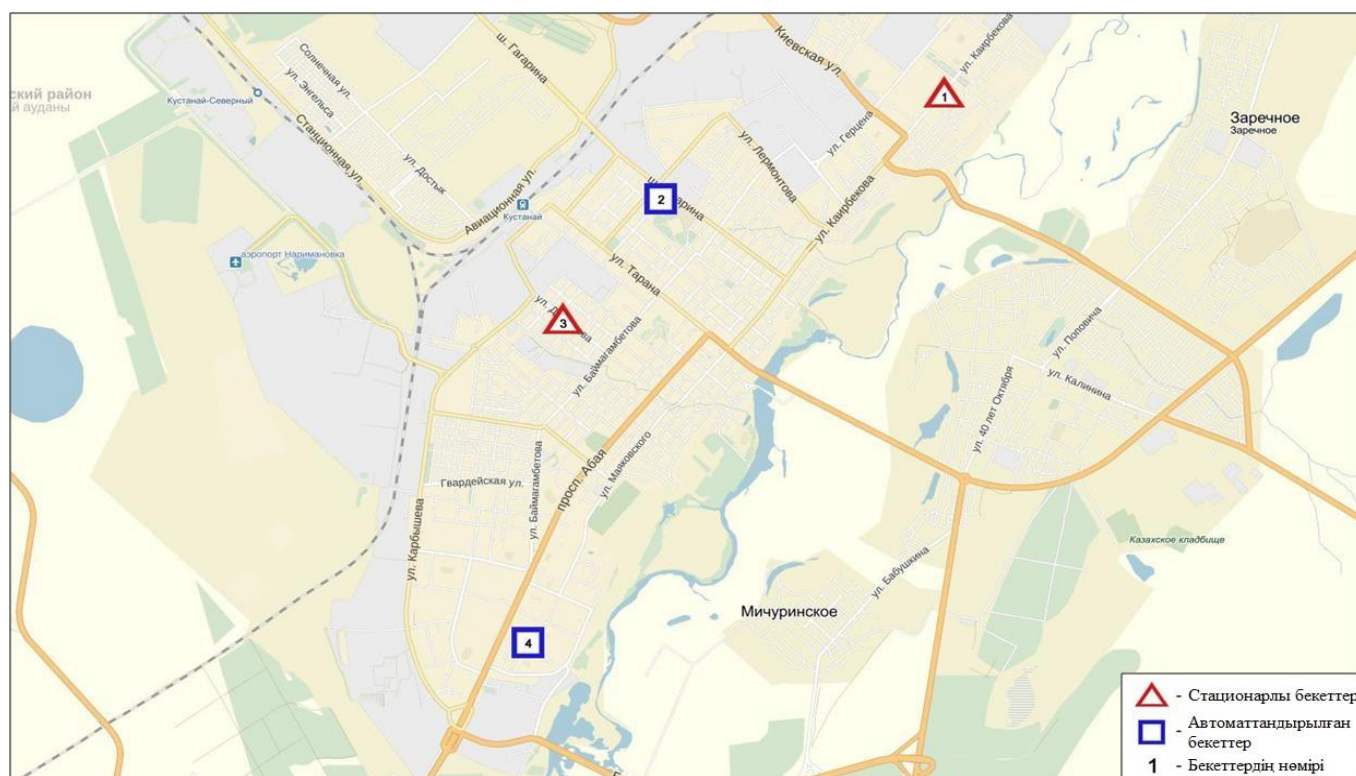 ский район
й ауданы
Кустанай-Северный
Солнечная ул.
ул. Энгельса
Станционная ул.
ул. Достык
ш. Гагарина
Авиационная ул.
Кустанай
аэропорт Наримановка
Киевская ул.
ул. Каирбекова
1
ул. Герцена
ул. Лермонтова
2
ул. Каирбекова
Заречное
Заречное
ул. Тарана
3
ул. Баймагамбетова
ул. Поповича
ул. Калинина
ул. 40 лет Октября
просп. Абая
ул. Маяковского
Гвардейская ул.
ул. Баймагамбетова
ул. Карбышева
Казахское кладбище
ул. Бабушкина
Мичуринское
4
- Стационарлы бекеттер
- Автоматтандырылған
бекеттер
1 - Бекеттердің нөмірі